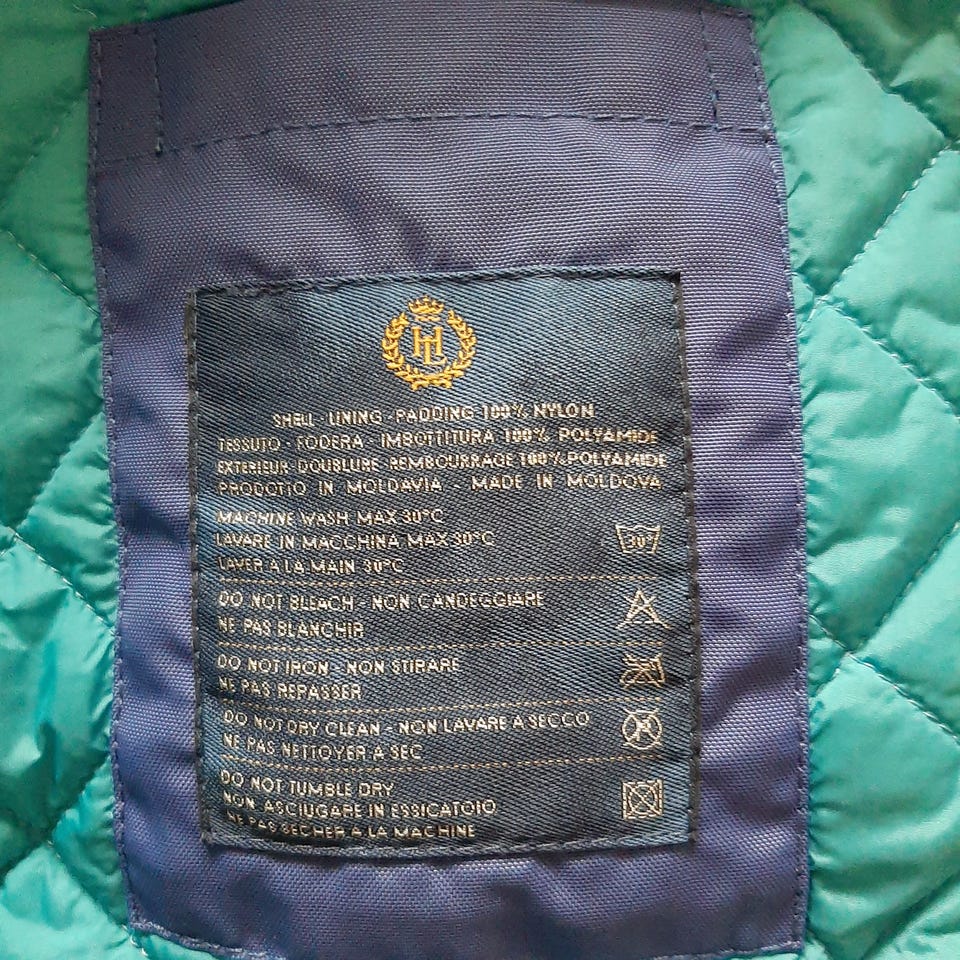 HL
SHELL - LINING - PADDING 100% NYLON
TESSUTO - FODERA - IMBOTTITURA 100% POLYAMIDE
EXTERIEUR DOUBLURE REMBOURRAGE 100% POLYAMIDE
PRODOTTO IN MOLDAVIA - MADE IN MOLDOVA
MACHINE WASH MAX 30°C
LAVARE IN MACCHINA MAX 30°C
LAVER A LA MAIN 30°C
30°
DO NOT BLEACH - NON CANDEGGIARE
NE PAS BLANCHIR
DO NOT IRON - NON STIRARE
NE PAS REPASSER
DO NOT DRY CLEAN - NON LAVARE A SECCO
NE PAS NETTOYER A SEC
DO NOT TUMBLE DRY
NON ASCIUGARE IN ESSICATOIO
NE PAS SECHER A LA MACHINE